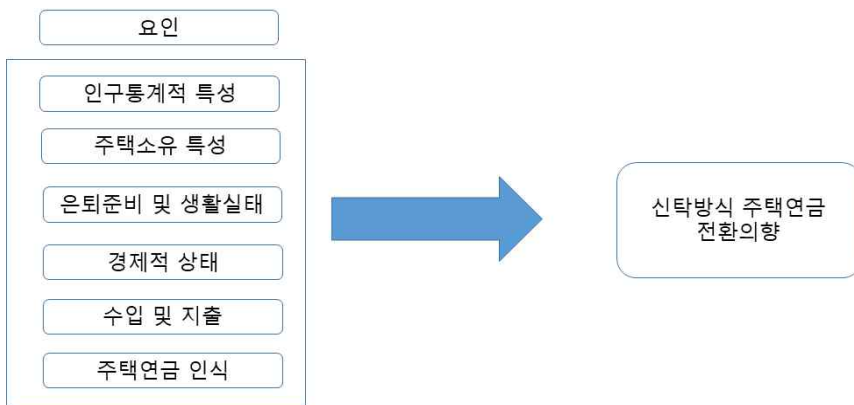 요인
인구통계적 특성
주택소유 특성
은퇴준비 및 생활실태
경제적 상태
수입 및 지출
주택연금 인식
신탁방식 주택연금
전환의향